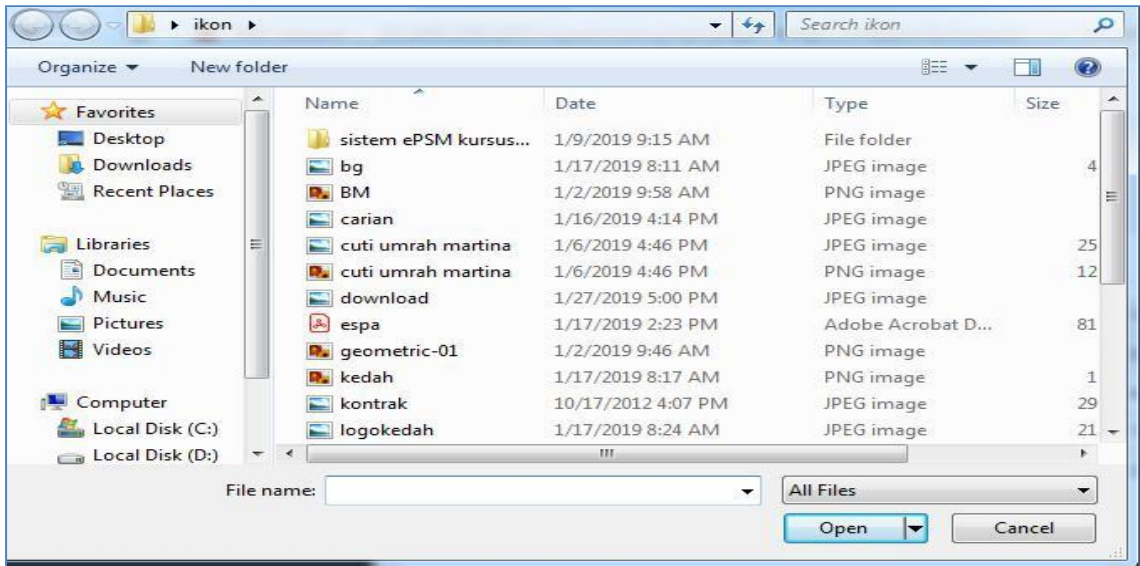 ikon
Search ikon
Organize New folder
Name Date Type Size
Favorites
Desktop
Downloads
Recent Places
Libraries
Documents
Music
Pictures
Videos
Computer
Local Disk (C:)
Local Disk (D:)
sistem ePSM kursus... 1/9/2019 9:15 AM File folder
bg 1/17/2019 8:11 AM JPEG image 4
BM 1/2/2019 9:58 AM PNG image
carian 1/16/2019 4:14 PM JPEG image
cuti umrah martina 1/6/2019 4:46 PM JPEG image 25
cuti umrah martina 1/6/2019 4:46 PM PNG image 12
download 1/27/2019 5:00 PM JPEG image
espa 1/17/2019 2:23 PM Adobe Acrobat D... 81
geometric-01 1/2/2019 9:46 AM PNG image
kedah 1/17/2019 8:17 AM PNG image 1
kontrak 10/17/2012 4:07 PM JPEG image 29
logokedah 1/17/2019 8:24 AM JPEG image 21
File name: All Files
Open Cancel